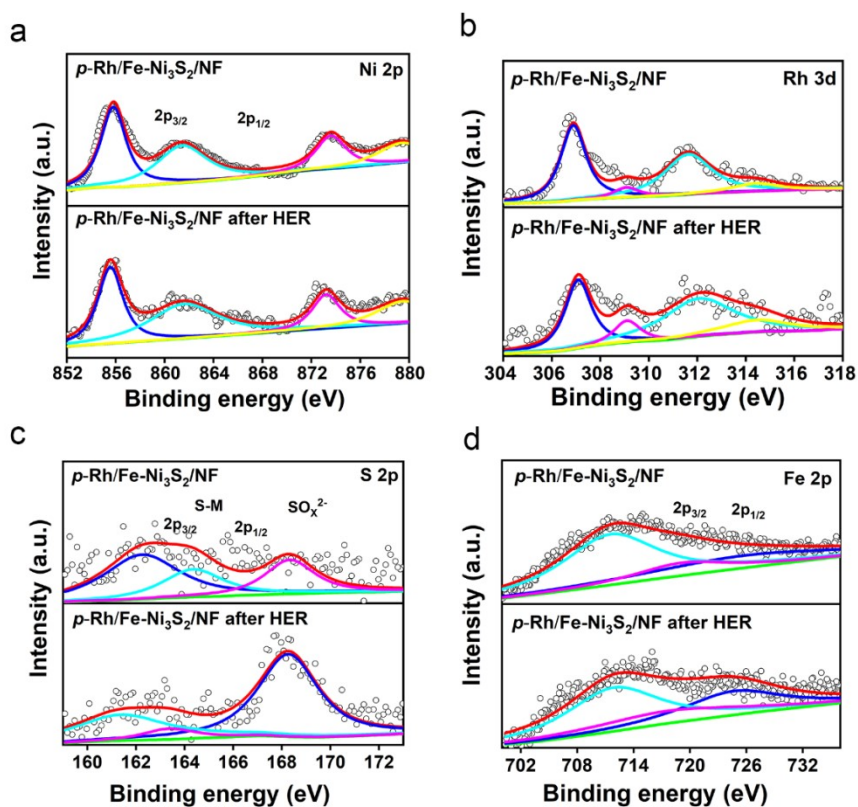 a
p-Rh/Fe-Ni₃S₂/NF
Ni 2p
2p₃/₂
2p₁/₂
p-Rh/Fe-Ni₃S₂/NF after HER
Intensity (a.u.)
852 856 860 864 868 872 876 880
Binding energy (eV)
b
p-Rh/Fe-Ni₃S₂/NF
Rh 3d
p-Rh/Fe-Ni₃S₂/NF after HER
Intensity (a.u.)
304 306 308 310 312 314 316 318
Binding energy (eV)
c
p-Rh/Fe-Ni₃S₂/NF
S 2p
S-M
SOₓ²⁻
2p₃/₂
2p₁/₂
p-Rh/Fe-Ni₃S₂/NF after HER
Intensity (a.u.)
160 162 164 166 168 170 172
Binding energy (eV)
d
p-Rh/Fe-Ni₃S₂/NF
Fe 2p
2p₃/₂
2p₁/₂
p-Rh/Fe-Ni₃S₂/NF after HER
Intensity (a.u.)
702 708 714 720 726 732
Binding energy (eV)